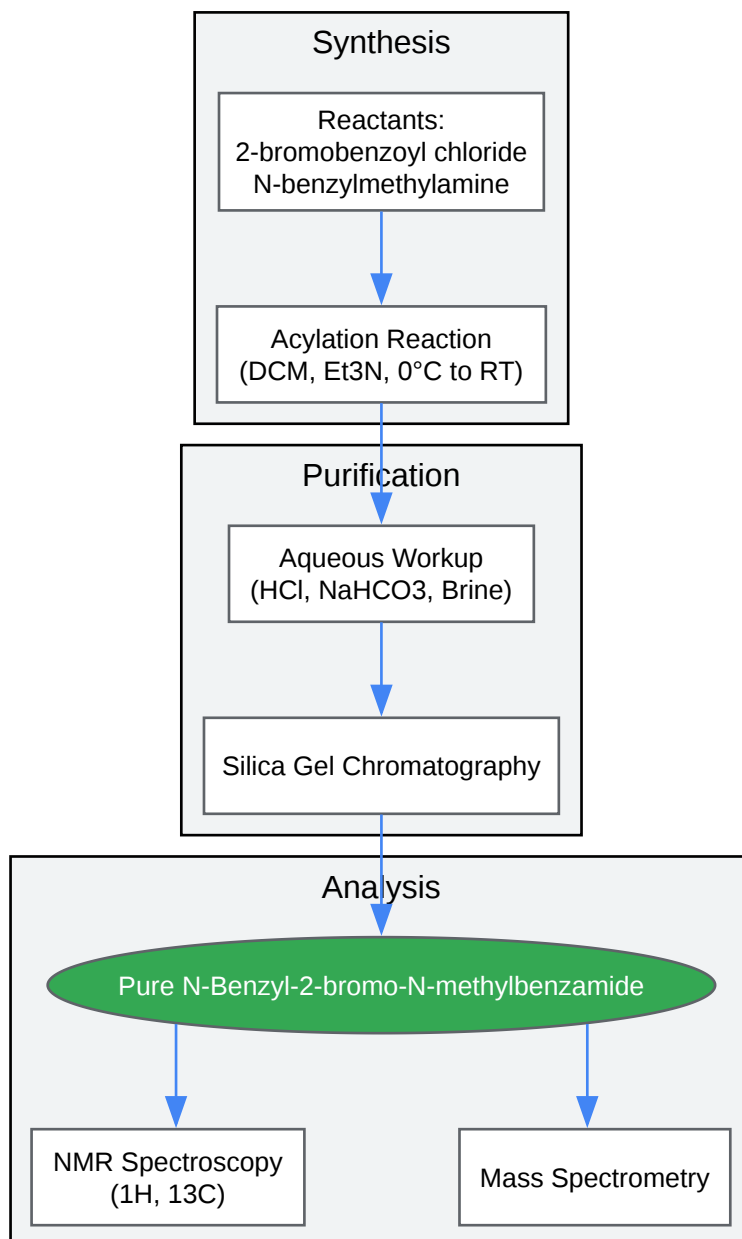 Synthesis
Reactants:
2-bromobenzoyl chloride
N-benzylmethylamine
Acylation Reaction
(DCM, Et3N, 0°C to RT)
Purification
Aqueous Workup
(HCl, NaHCO3, Brine)
Silica Gel Chromatography
Analysis
Pure N-Benzyl-2-bromo-N-methylbenzamide
NMR Spectroscopy
(1H, 13C)
Mass Spectrometry